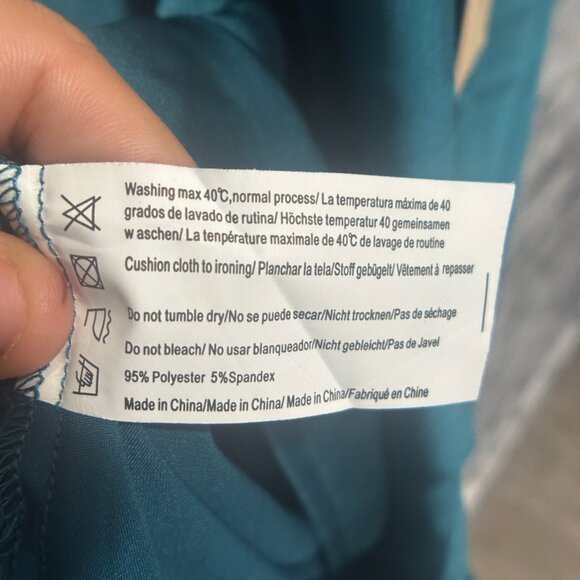 Washing max 40℃,normal process/ La temperatura máxima de 40
grados de lavado de rutina/ Höchste temperatur 40 gemeinsamen
w aschen/ La tenpérature maximale de 40℃ de lavage de routine
Cushion cloth to ironing/ Planchar la tela/Stoff gebügelt/ Vêtement à repasser
Do not tumble dry/No se puede secar/Nicht trocknen/Pas de séchage
Do not bleach/ No usar blanqueador/Nicht gebleicht/Pas de Javel
95% Polyester 5%Spandex
Made in China/Made in China/ Made in China/Fabriqué en Chine